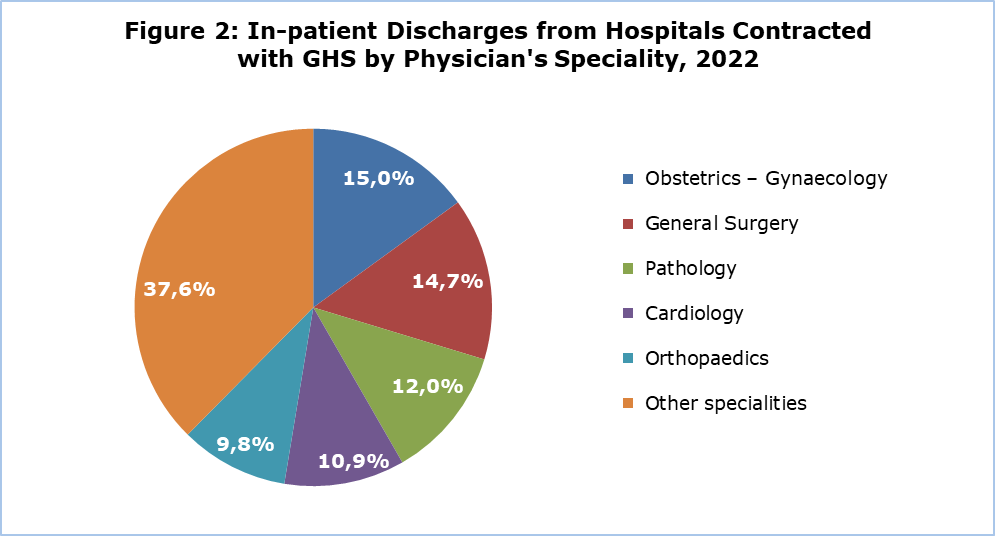 Figure 2: In-patient Discharges from Hospitals Contracted
with GHS by Physician's Speciality, 2022
15,0%
14,7%
12,0%
10,9%
9,8%
37,6%
Obstetrics – Gynaecology
General Surgery
Pathology
Cardiology
Orthopaedics
Other specialities